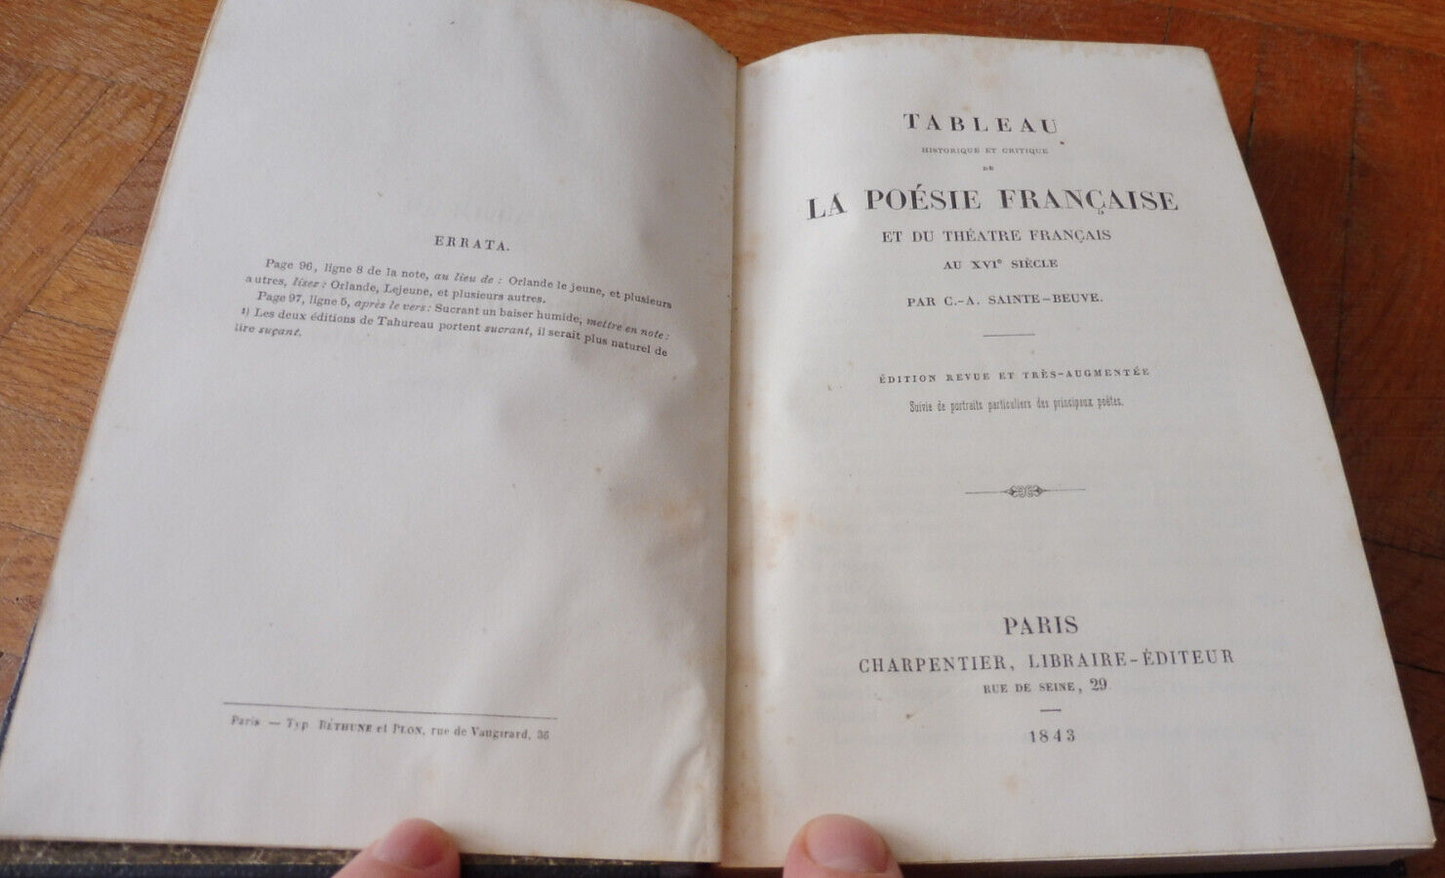 ERRATA.
Page 96, ligne 8 de la note, au lieu de : Orlande le jeune, et plusieurs
autres, lisez : Orlande, Lejeune, et plusieurs autres.
Page 97, ligne 5, après le vers : Sucrant un baiser humide, mettre en note :
1) Les deux éditions de Tahureau portent sucrant, il serait plus naturel de
lire suçant.
Paris — Typ BÉTHUNE et PLON, rue de Vaugirard, 36
TABLEAU
HISTORIQUE ET CRITIQUE
DE
LA POÉSIE FRANÇAISE
ET DU THÉATRE FRANÇAIS
AU XVIe SIÈCLE
PAR C.-A. SAINTE-BEUVE.
ÉDITION REVUE ET TRÈS-AUGMENTÉE
Suivie de portraits particuliers des principaux poëtes.
PARIS
CHARPENTIER, LIBRAIRE-ÉDITEUR
RUE DE SEINE, 29
1843